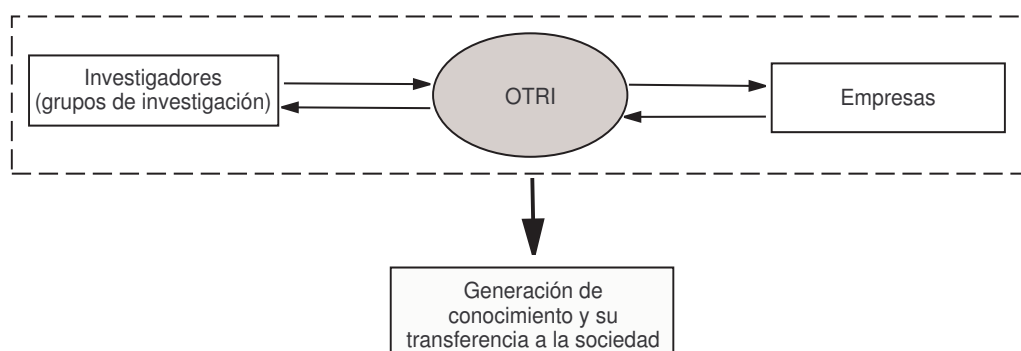 Investigadores
(grupos de investigación)
OTRI
Empresas
Generación de
conocimiento y su
transferencia a la sociedad